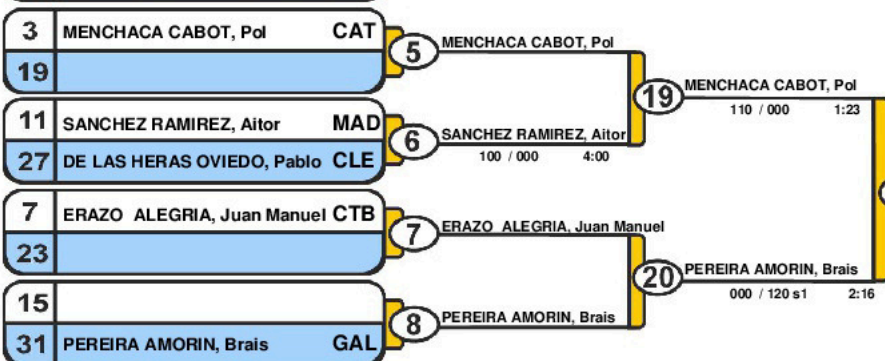 3 MENCHACA CABOT, Pol CAT
19
5 MENCHACA CABOT, Pol
11 SANCHEZ RAMIREZ, Aitor MAD
27 DE LAS HERAS OVIEDO, Pablo CLE
6 SANCHEZ RAMIREZ, Aitor
100 / 000 4:00
19 MENCHACA CABOT, Pol
110 / 000 1:23
7 ERAZO ALEGRIA, Juan Manuel CTB
23
7 ERAZO ALEGRIA, Juan Manuel
15
31 PEREIRA AMORIN, Brais GAL
8 PEREIRA AMORIN, Brais
20 PEREIRA AMORIN, Brais
000 / 120 s1 2:16